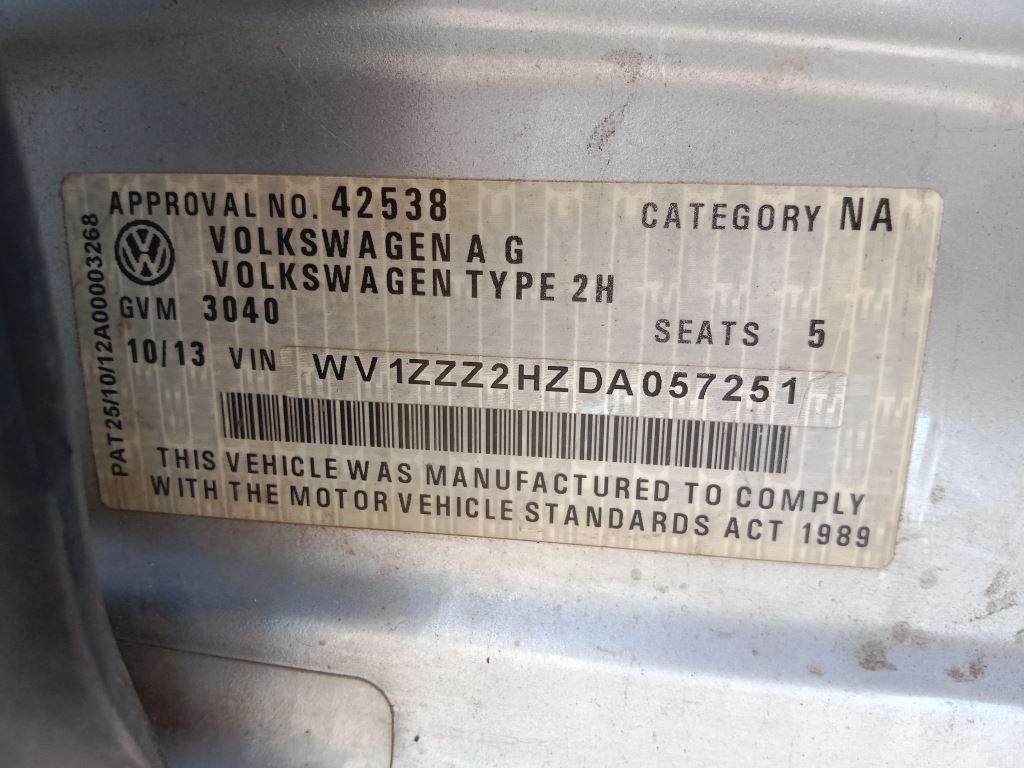 APPROVAL NO. 42538
CATEGORY NA
VOLKSWAGEN A G
VOLKSWAGEN TYPE 2H
GVM 3040
SEATS 5
10/13 VIN WV1ZZZ2HZDA057251
THIS VEHICLE WAS MANUFACTURED TO COMPLY
WITH THE MOTOR VEHICLE STANDARDS ACT 1989
PAT25/10/12A00003268